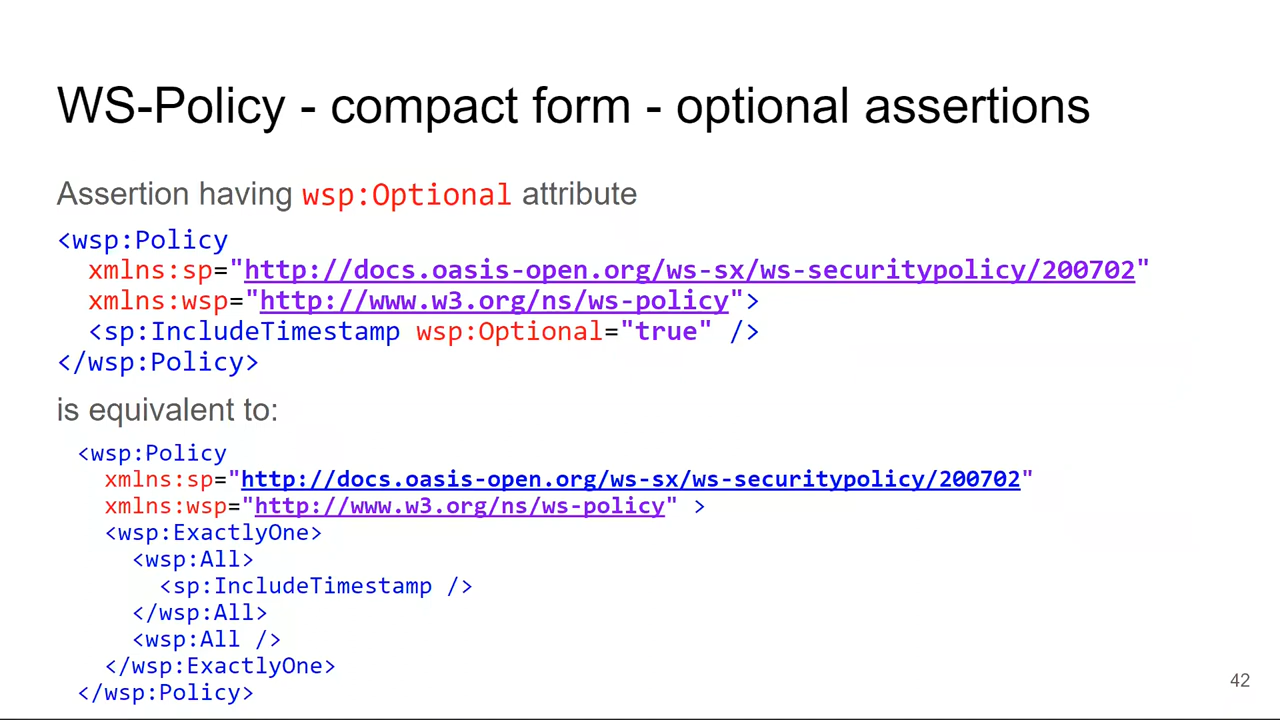 WS-Policy - compact form - optional assertions
Assertion having wsp:Optional attribute
<wsp:Policy
xmlns:sp="http://docs.oasis-open.org/ws-sx/ws-securitypolicy/200702"
xmlns:wsp="http://www.w3.org/ns/ws-policy">
<sp:IncludeTimestamp wsp:Optional="true" />
</wsp:Policy>
is equivalent to:
<wsp:Policy
xmlns:sp="http://docs.oasis-open.org/ws-sx/ws-securitypolicy/200702"
xmlns:wsp="http://www.w3.org/ns/ws-policy" >
<wsp:ExactlyOne>
<wsp:All>
<sp:IncludeTimestamp />
</wsp:All>
<wsp:All />
</wsp:ExactlyOne>
</wsp:Policy>
42